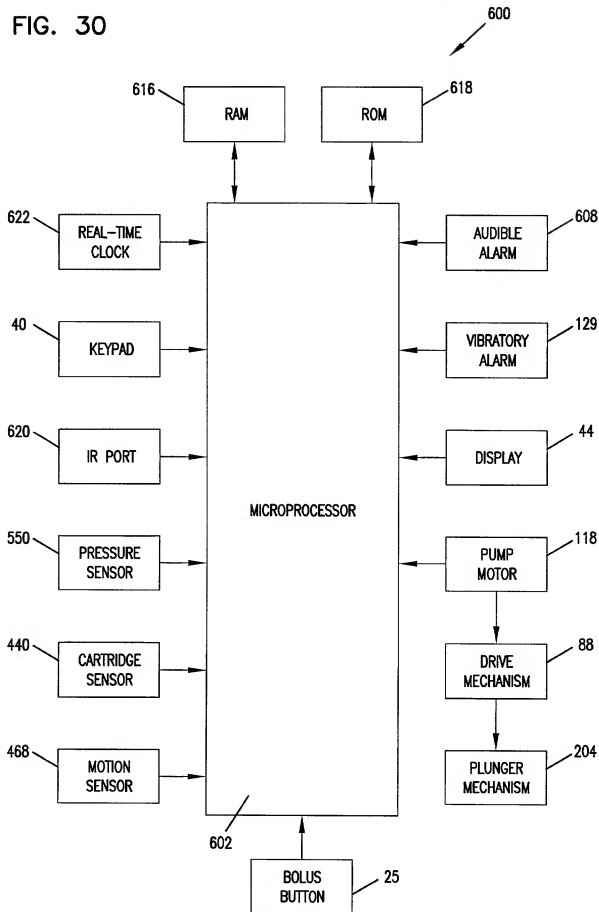 FIG. 30
600
616
RAM
618
ROM
622
REAL-TIME
CLOCK
608
AUDIBLE
ALARM
40
KEYPAD
129
VIBRATORY
ALARM
620
IR PORT
44
DISPLAY
MICROPROCESSOR
550
PRESSURE
SENSOR
118
PUMP
MOTOR
440
CARTRIDGE
SENSOR
88
DRIVE
MECHANISM
468
MOTION
SENSOR
204
PLUNGER
MECHANISM
602
BOLUS
BUTTON
25